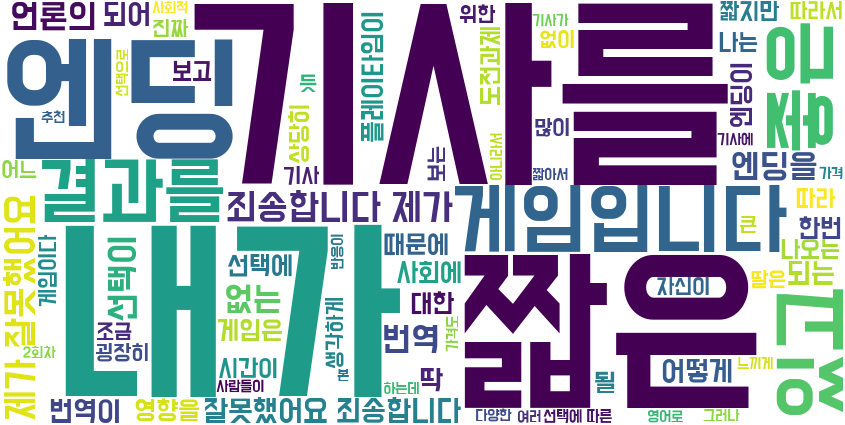 언론의 되어 사회적 진짜
기사를
위한 기사가 없이 짧지만 따라서 나는
엔딩
선택으로 보고 듯 추천
플레이타임이 도전과제 많이 엔딩이 기사에
좋은
어느 상당히 기사 보는 아니라서 짧아서 엔딩을 가격
결과를
죄송합니다 제가
게임입니다
큰 따라 한번
제가 잘못했어요
게임이다 선택이 내가
선택에 없는 게임은 반응이 때문에 사회에 대한
짧은
자신이 나오는 딸은 되는
생각하게 번역 가격도
조금 굉장히 2회차 시간이 사람들이 본 하는데 딱
될 어떻게 느끼게
번역이 영향을 잘못했어요 죄송합니다
다양한 여러 선택에 따른 영어로 그러나